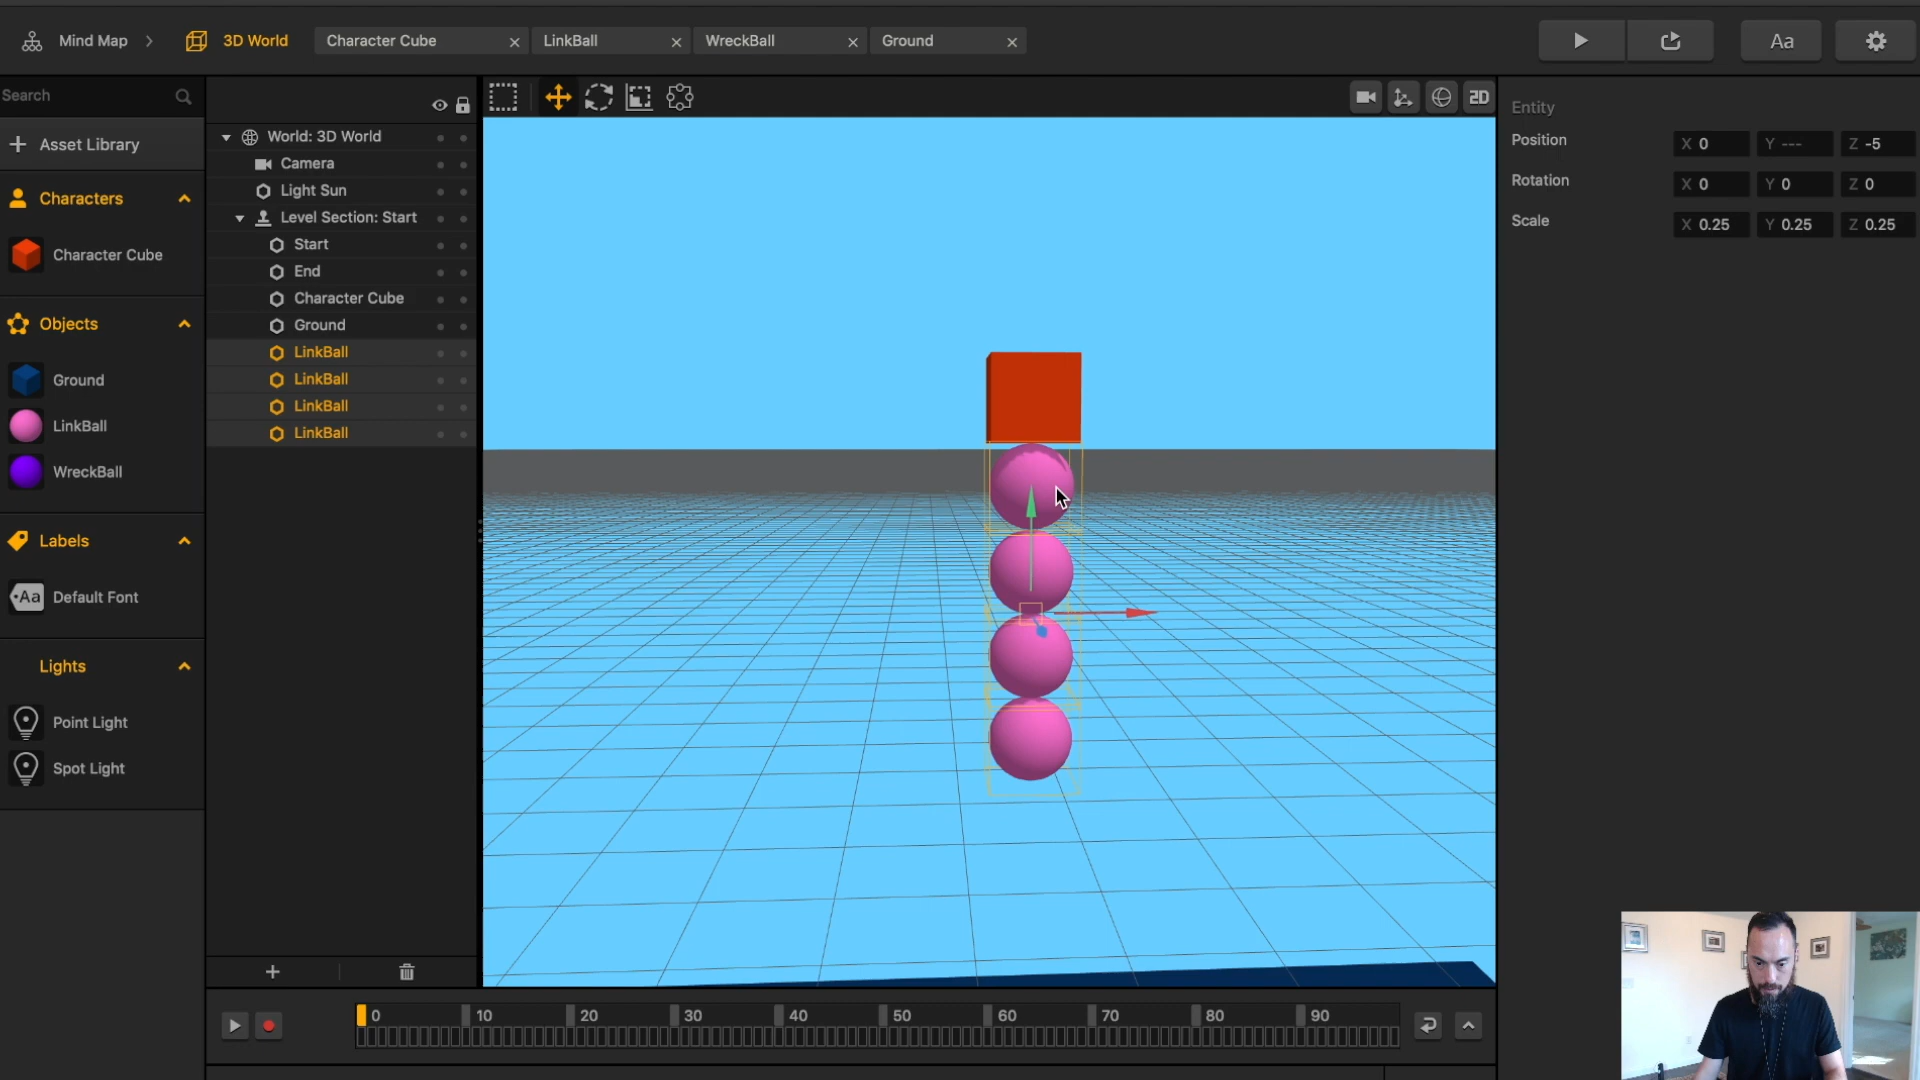 Mind Map
3D World
Character Cube
LinkBall
WreckBall
Ground
Aa
Search
Asset Library
Characters
Character Cube
Objects
Ground
LinkBall
WreckBall
Labels
Aa
Default Font
Lights
Point Light
Spot Light
World: 3D World
Camera
Light Sun
Level Section: Start
Start
End
Character Cube
Ground
LinkBall
LinkBall
LinkBall
LinkBall
2D
Entity
Position X 0 Y --- Z -5
Rotation X 0 Y 0 Z 0
Scale X 0.25 Y 0.25 Z 0.25
0 10 20 30 40 50 60 70 80 90